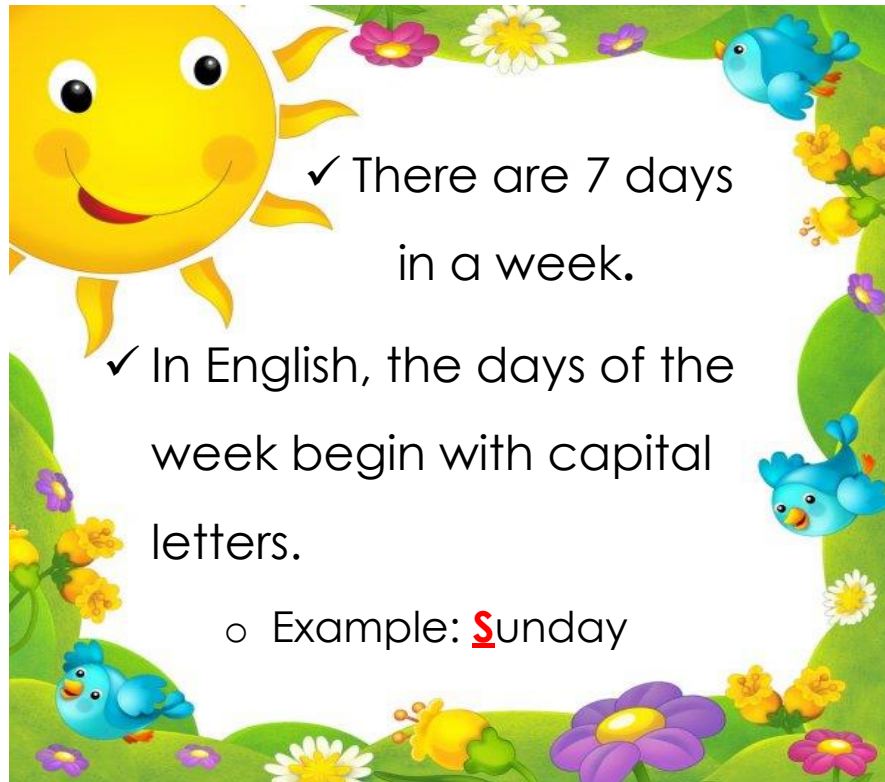 ✓ There are 7 days
in a week.
✓ In English, the days of the
week begin with capital
letters.
o Example: Sunday